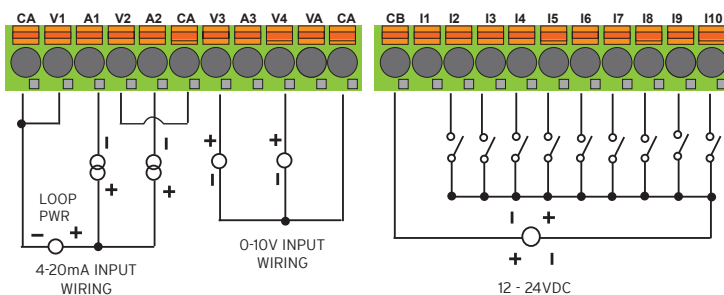 CA V1 A1 V2 A2 CA V3 A3 V4 VA CA
CB I1 I2 I3 I4 I5 I6 I7 I8 I9 I10
I I + +
LOOP
PWR
+ + I I
− +
4-20mA INPUT
WIRING
0-10V INPUT
WIRING
I +
+ I
12 - 24VDC